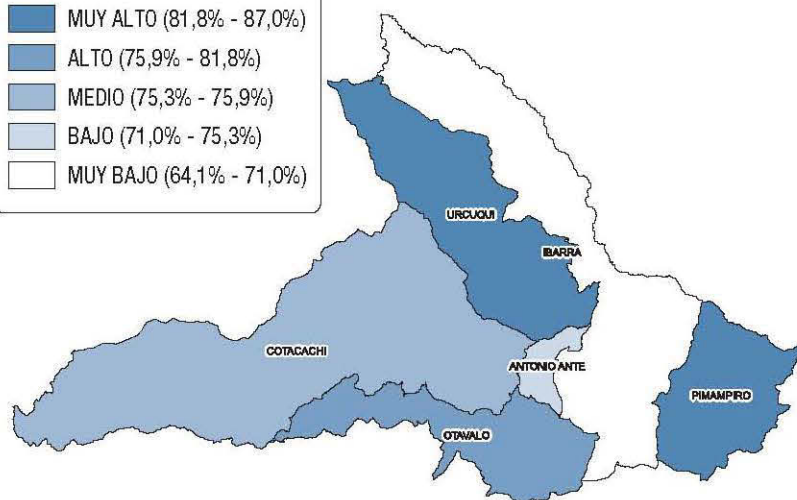 MUY ALTO (81,8% - 87,0%)
ALTO (75,9% - 81,8%)
MEDIO (75,3% - 75,9%)
BAJO (71,0% - 75,3%)
MUY BAJO (64,1% - 71,0%)
URCUQUI
IBARRA
COTACACHI
ANTONIO ANTE
PIMAMPIRO
OTAVALO